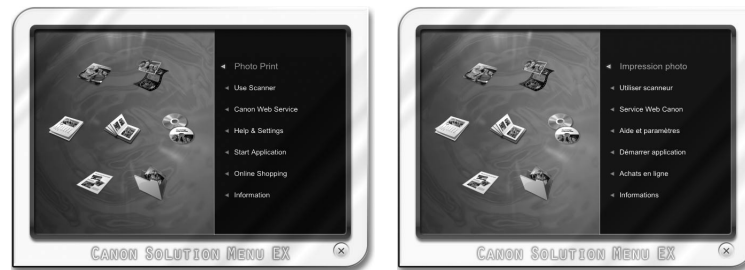 Photo Print
Use Scanner
Canon Web Service
Help & Settings
Start Application
Online Shopping
Information
CANON SOLUTION MENU EX
Impression photo
Utiliser scanneur
Service Web Canon
Aide et paramètres
Démarrer application
Achats en ligne
Informations
CANON SOLUTION MENU EX